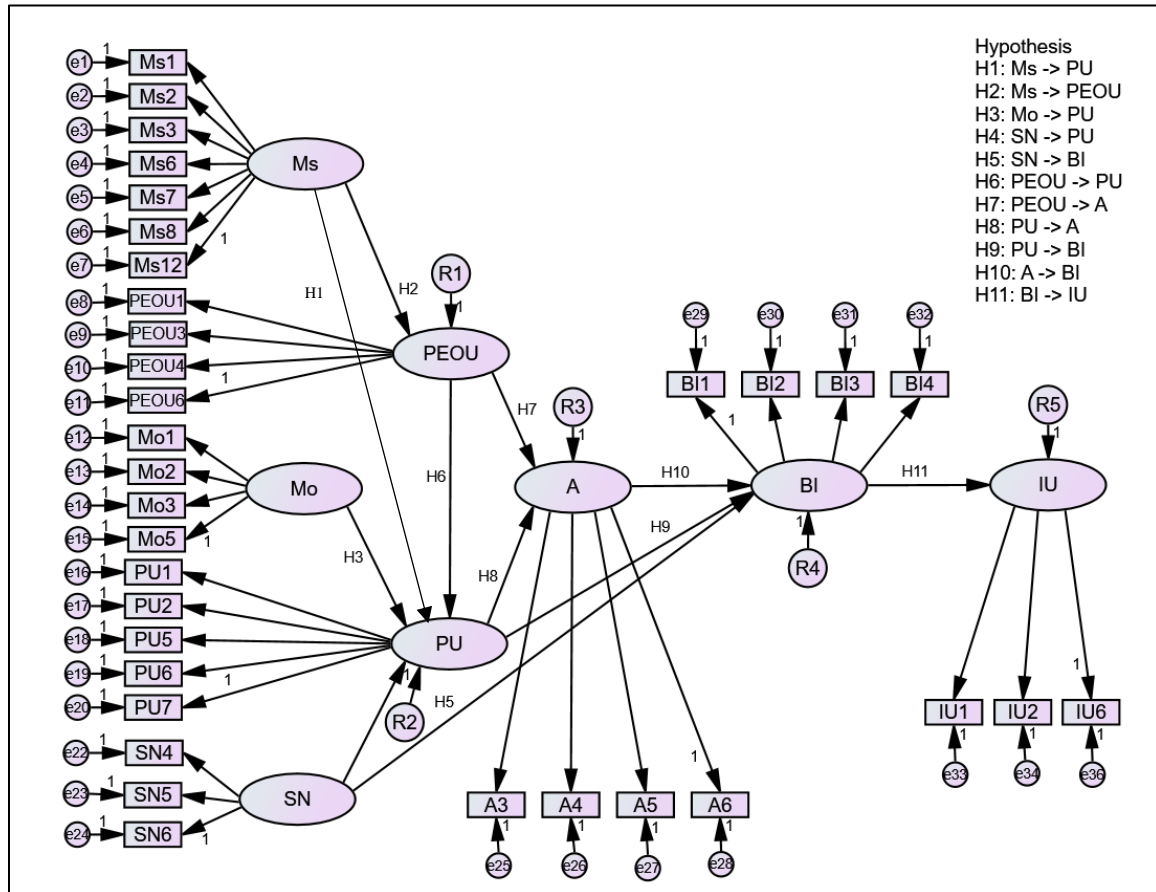 Hypothesis
H1: Ms -> PU
H2: Ms -> PEOU
H3: Mo -> PU
H4: SN -> PU
H5: SN -> BI
H6: PEOU -> PU
H7: PEOU -> A
H8: PU -> A
H9: PU -> BI
H10: A -> BI
H11: BI -> IU
e1 1 Ms1
e2 1 Ms2
e3 1 Ms3
e4 1 Ms6
e5 1 Ms7
e6 1 Ms8
e7 1 Ms12
1
Ms
e8 1 PEOU1
e9 1 PEOU3
e10 1 PEOU4
e11 1 PEOU6
1
H1
H2
R1
1
PEOU
e12 1 Mo1
e13 1 Mo2
e14 1 Mo3
e15 1 Mo5
1
Mo
H3
H6
H7
e16 1 PU1
e17 1 PU2
e18 1 PU5
e19 1 PU6
e20 1 PU7
1
PU
1
R2
H8
H9
H5
e22 1 SN4
e23 1 SN5
e24 1 SN6
1
SN
R3
1
A
H10
A3 A4 A5 A6
1
1 1 1 1
e25 e26 e27 e28
e29 e30 e31 e32
1 1 1 1
BI1 BI2 BI3 BI4
1
BI
1
R4
H11
R5
1
IU
1
IU1 IU2 IU6
1 1 1
e33 e34 e36